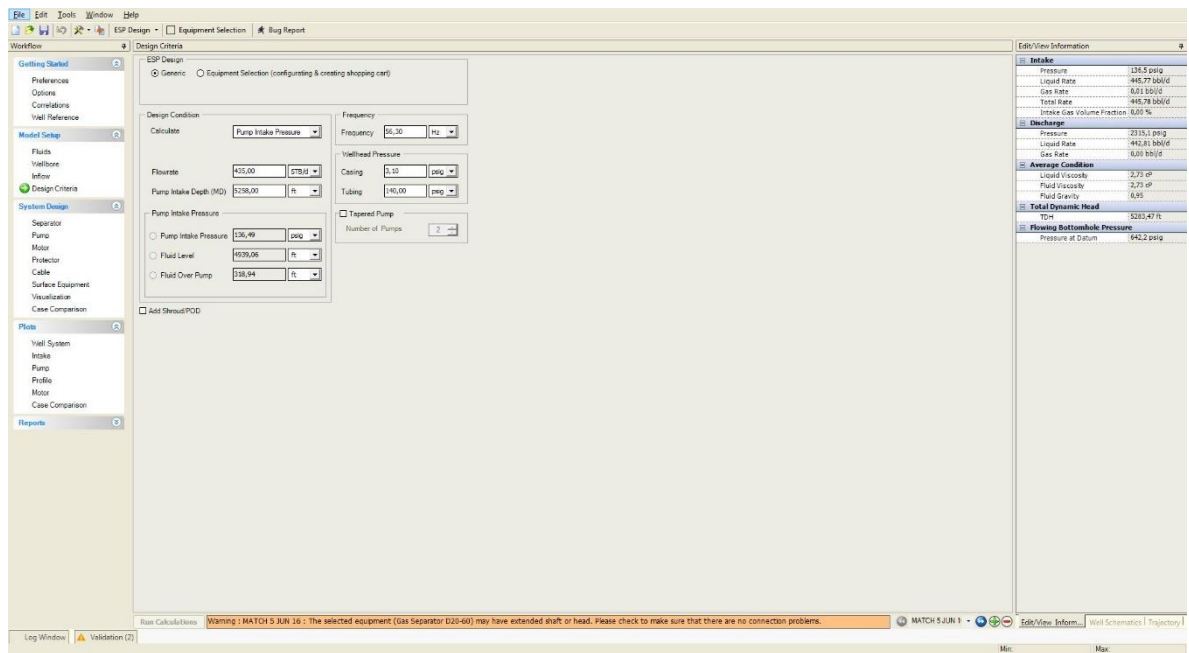 File Edit Tools Window Help
ESP Design Equipment Selection Bug Report
Workflow
Getting Started
Preferences
Options
Correlations
Well Reference
Model Setup
Fluids
Wellbore
Inflow
Design Criteria
System Design
Separator
Pump
Motor
Protector
Cable
Surface Equipment
Visualization
Case Comparison
Plots
Well System
Intake
Pump
Profile
Motor
Case Comparison
Reports
Design Criteria
ESP Design
Generic Equipment Selection (configurating & creating shopping cart)
Design Condition
Calculate Pump Intake Pressure
Flowrate 435,00 STB/d
Pump Intake Depth (MD) 5258,00 ft
Pump Intake Pressure
Pump Intake Pressure 136,49 psig
Fluid Level 4939,06 ft
Fluid Over Pump 318,94 ft
Add Shroud/POD
Frequency
Frequency 56,30 Hz
Wellhead Pressure
Casing 3,10 psig
Tubing 140,00 psig
Tapered Pump
Number of Pumps 2
Edit/View Information
Intake
Pressure 136,5 psig
Liquid Rate 445,77 bbl/d
Gas Rate 0,01 bbl/d
Total Rate 445,78 bbl/d
Intake Gas Volume Fraction 0,00 %
Discharge
Pressure 2315,1 psig
Liquid Rate 442,81 bbl/d
Gas Rate 0,00 bbl/d
Average Condition
Liquid Viscosity 2,73 cP
Fluid Viscosity 2,73 cP
Fluid Gravity 0,95
Total Dynamic Head
TDH 5283,47 ft
Flowing Bottomhole Pressure
Pressure at Datum 642,2 psig
Run Calculations Warning : MATCH 5 JUN 16 : The selected equipment (Gas Separator D20-60) may have extended shaft or head. Please check to make sure that there are no connection problems. MATCH 5 JUN 1
Edit/View Inform... Well Schematics Trajectory
Log Window Validation (2)
Min: Max: